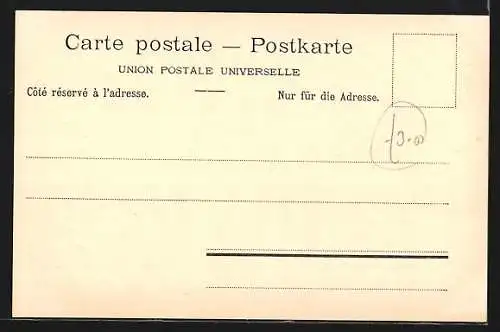 Carte postale — Postkarte
UNION POSTALE UNIVERSELLE
Côté réservé à l'adresse. Nur für die Adresse.